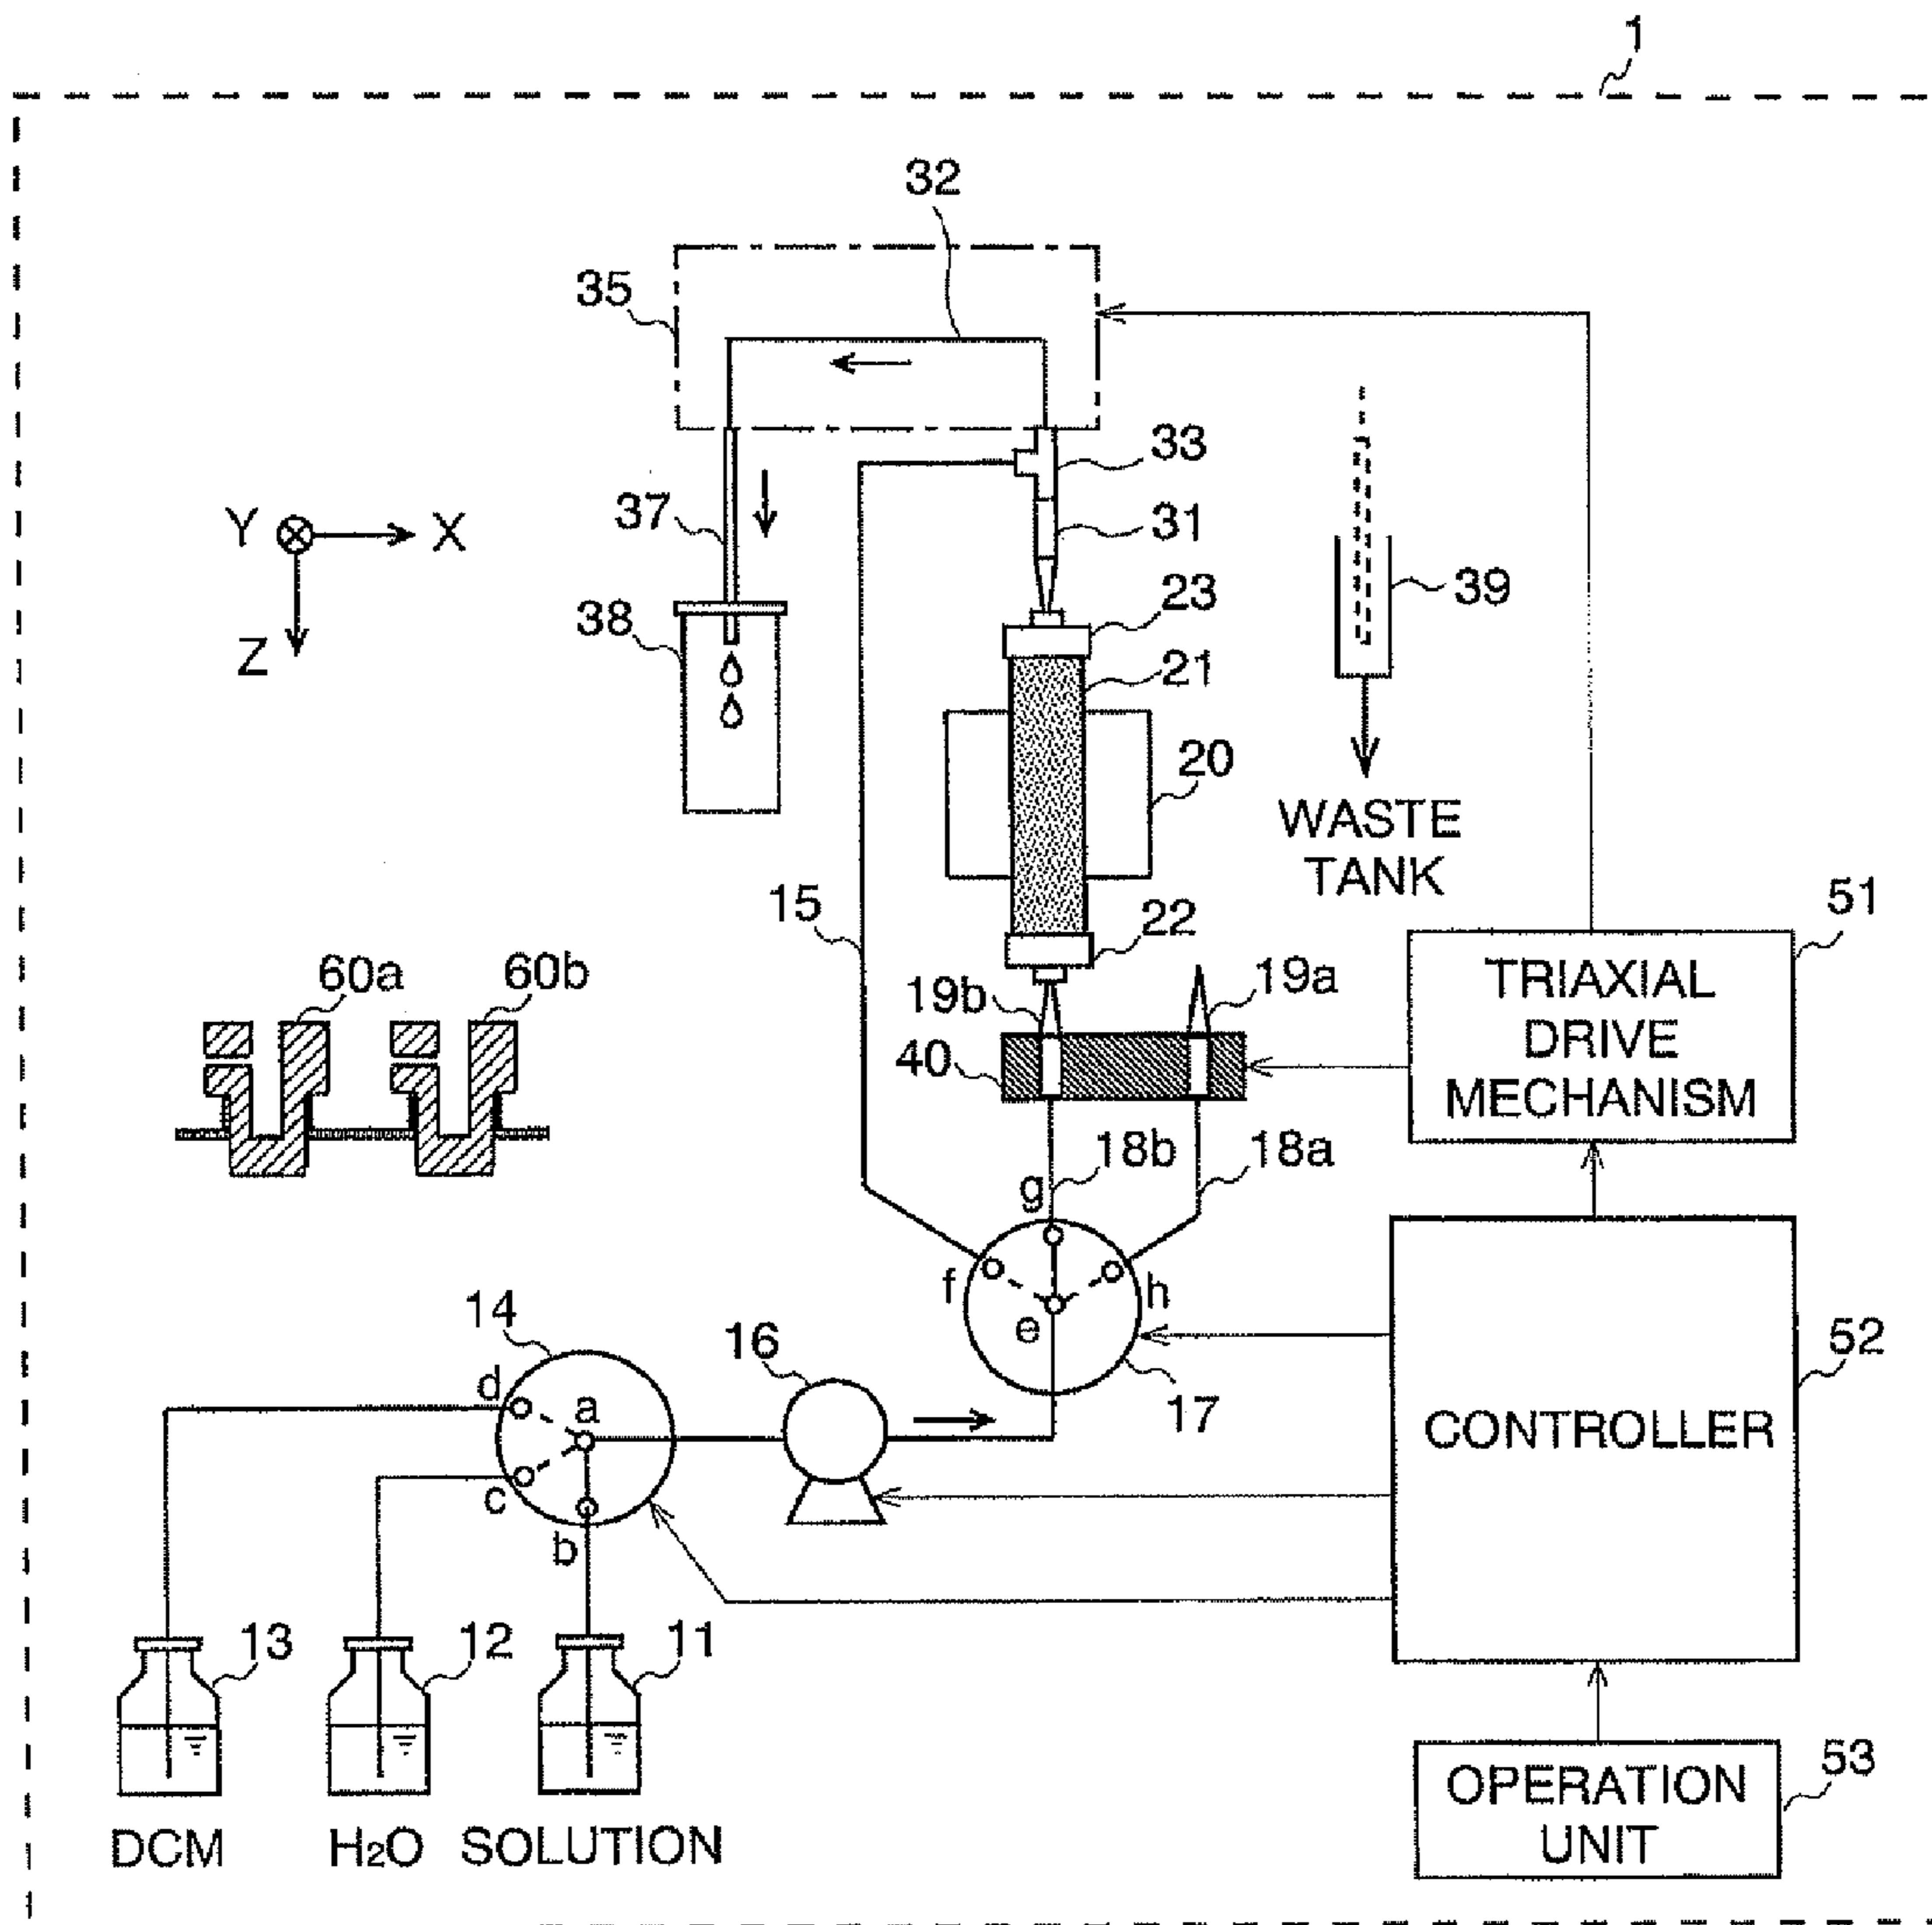 1
32
35
33
37
31
Y X
39
23
38
Z
21
20
WASTE
TANK
15
51
22
60a 60b
19b 19a
TRIAXIAL
DRIVE
MECHANISM
40
18b 18a
g
f h
14
e
52
16
d
a
17
CONTROLLER
c
b
13 12 11
53
OPERATION
UNIT
DCM H₂O SOLUTION